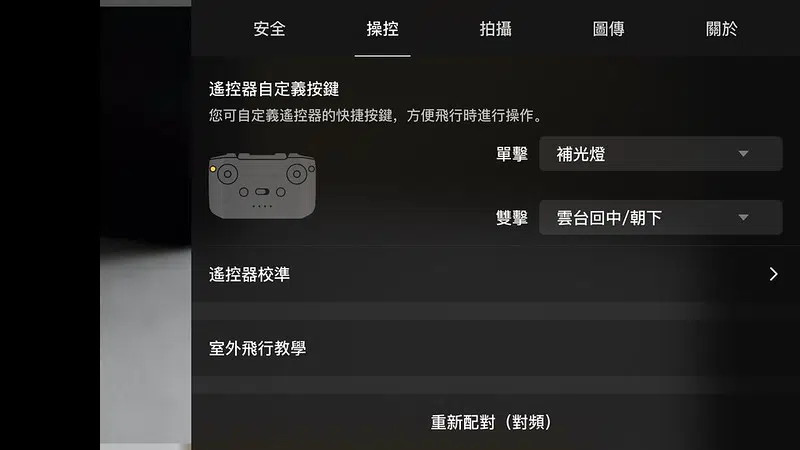 安全 操控 拍攝 圖傳 關於
遙控器自定義按鍵
您可自定義遙控器的快捷按鍵，方便飛行時進行操作。
單擊 補光燈
雙擊 雲台回中/朝下
遙控器校準
室外飛行教學
重新配對（對頻）